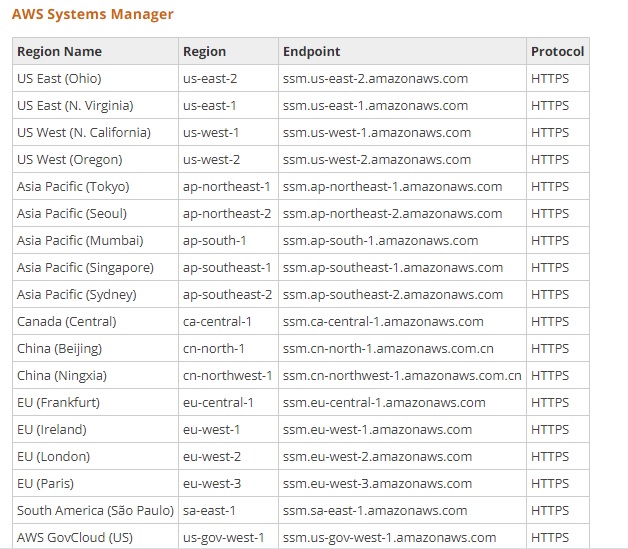 AWS Systems Manager
Region Name Region Endpoint Protocol
US East (Ohio) us-east-2 ssm.us-east-2.amazonaws.com HTTPS
US East (N. Virginia) us-east-1 ssm.us-east-1.amazonaws.com HTTPS
US West (N. California) us-west-1 ssm.us-west-1.amazonaws.com HTTPS
US West (Oregon) us-west-2 ssm.us-west-2.amazonaws.com HTTPS
Asia Pacific (Tokyo) ap-northeast-1 ssm.ap-northeast-1.amazonaws.com HTTPS
Asia Pacific (Seoul) ap-northeast-2 ssm.ap-northeast-2.amazonaws.com HTTPS
Asia Pacific (Mumbai) ap-south-1 ssm.ap-south-1.amazonaws.com HTTPS
Asia Pacific (Singapore) ap-southeast-1 ssm.ap-southeast-1.amazonaws.com HTTPS
Asia Pacific (Sydney) ap-southeast-2 ssm.ap-southeast-2.amazonaws.com HTTPS
Canada (Central) ca-central-1 ssm.ca-central-1.amazonaws.com HTTPS
China (Beijing) cn-north-1 ssm.cn-north-1.amazonaws.com.cn HTTPS
China (Ningxia) cn-northwest-1 ssm.cn-northwest-1.amazonaws.com.cn HTTPS
EU (Frankfurt) eu-central-1 ssm.eu-central-1.amazonaws.com HTTPS
EU (Ireland) eu-west-1 ssm.eu-west-1.amazonaws.com HTTPS
EU (London) eu-west-2 ssm.eu-west-2.amazonaws.com HTTPS
EU (Paris) eu-west-3 ssm.eu-west-3.amazonaws.com HTTPS
South America (São Paulo) sa-east-1 ssm.sa-east-1.amazonaws.com HTTPS
AWS GovCloud (US) us-gov-west-1 ssm.us-gov-west-1.amazonaws.com HTTPS